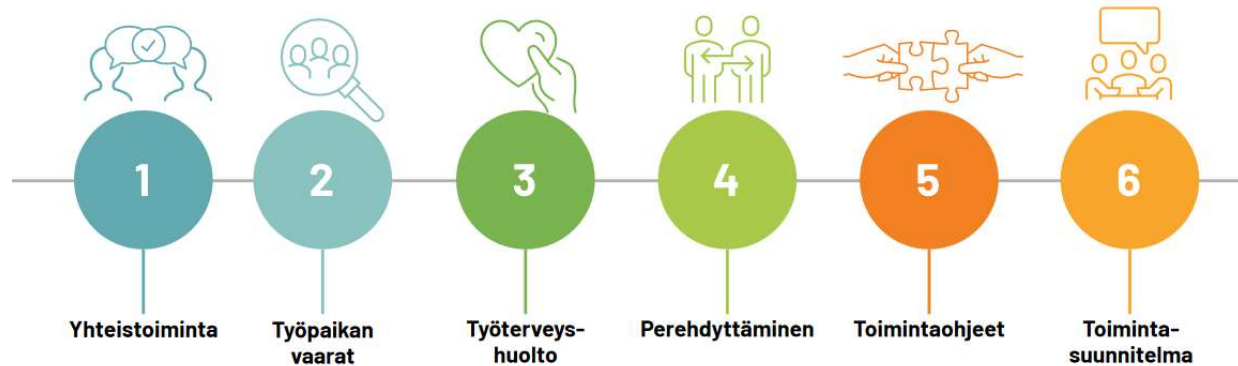 1
2
3
4
5
6
Yhteistoiminta
Työpaikan
vaarat
Työterveys-
huolto
Perehdyttäminen
Toimintaohjeet
Toiminta-
suunnitelma